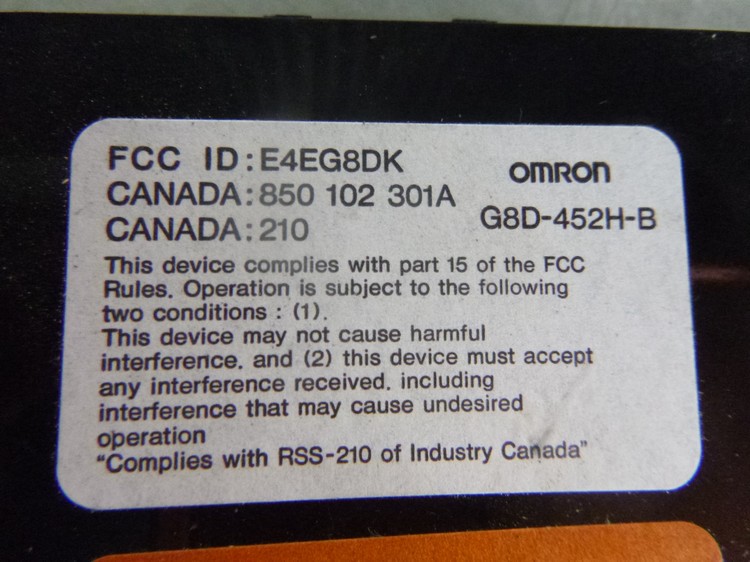 FCC ID:E4EG8DK
OMRON
CANADA:850 102 301A
G8D-452H-B
CANADA:210
This device complies with part 15 of the FCC
Rules. Operation is subject to the following
two conditions : (1).
This device may not cause harmful
interference. and (2) this device must accept
any interference received. including
interference that may cause undesired
operation
“Complies with RSS-210 of Industry Canada”